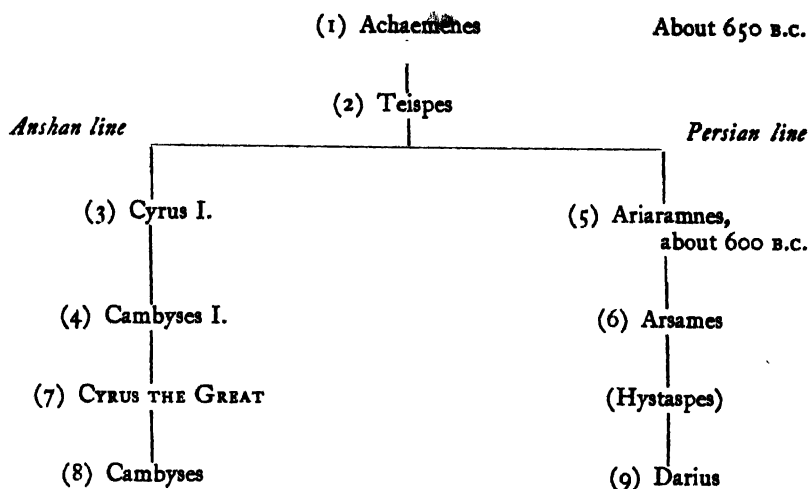 (1) Achaemenes About 650 B.C.
(2) Teispes
Anshan line Persian line
(3) Cyrus I. (5) Ariaramnes,
about 600 B.C.
(4) Cambyses I. (6) Arsames
(7) CYRUS THE GREAT (Hystaspes)
(8) Cambyses (9) Darius